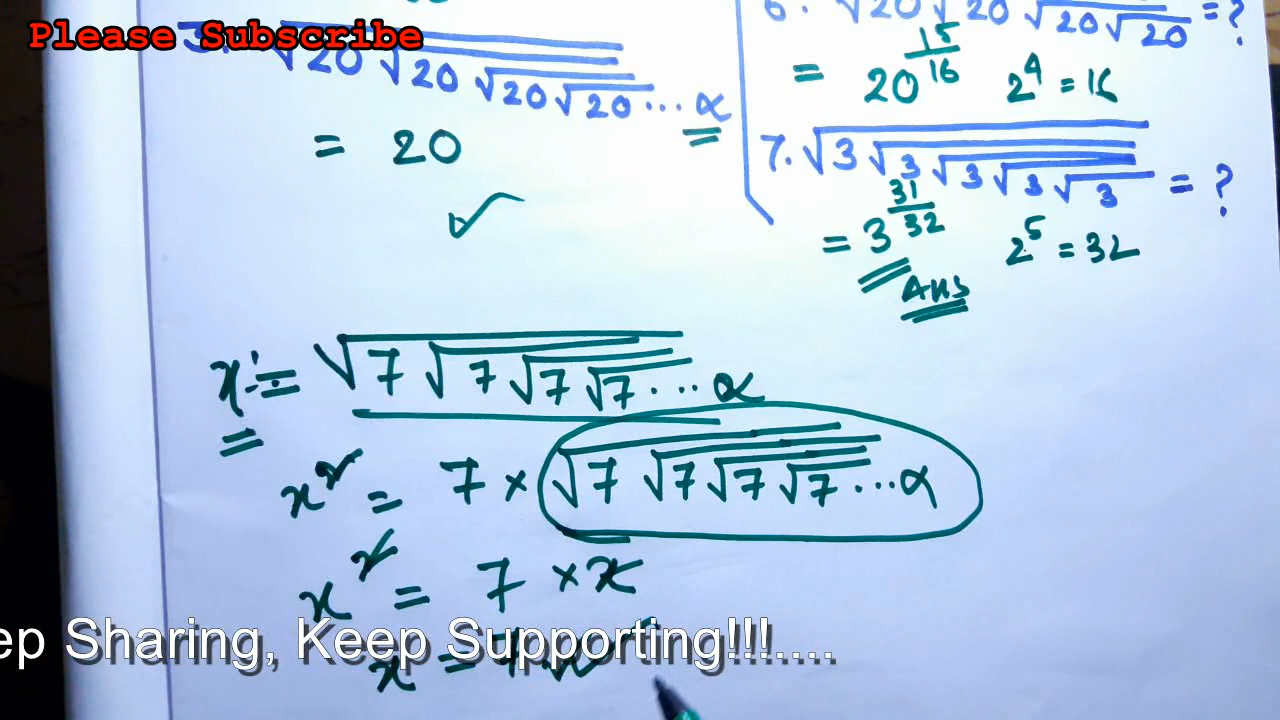 Please Subscribe
3. √20√20√20√20...α
= 20
6. √20√20√20√20 = ?
= 20^(15/16) 2^4 = 16
7. √3√3√3√3√3 = ?
= 3^(31/32) 2^5 = 32
Ans
x = √7√7√7√7...α
x² = 7 × √7√7√7√7...α
x² = 7 × x
x = 7
ep Sharing, Keep Supporting!!!....